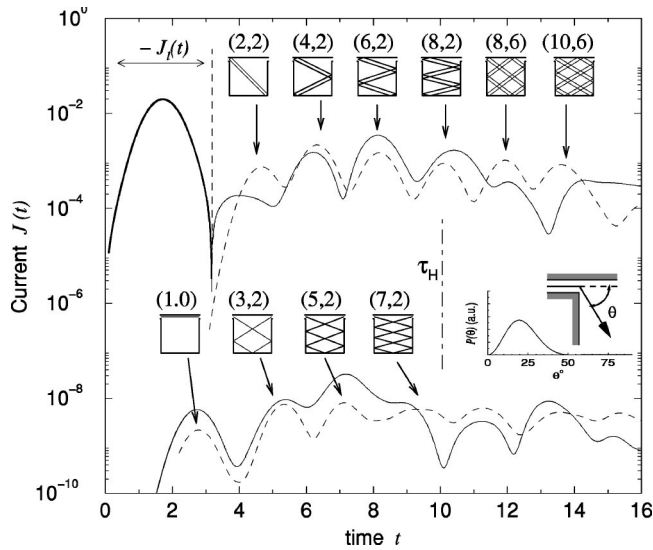 10^0
10^-2
10^-4
10^-6
10^-8
10^-10
Current J(t)
- J_l(t)
(2,2) (4,2) (6,2) (8,2) (8,6) (10,6)
τ_H
(1.0) (3,2) (5,2) (7,2)
P(θ) (a.u.)
θ
0 25 50 75
θ°
0 2 4 6 8 10 12 14 16
time t